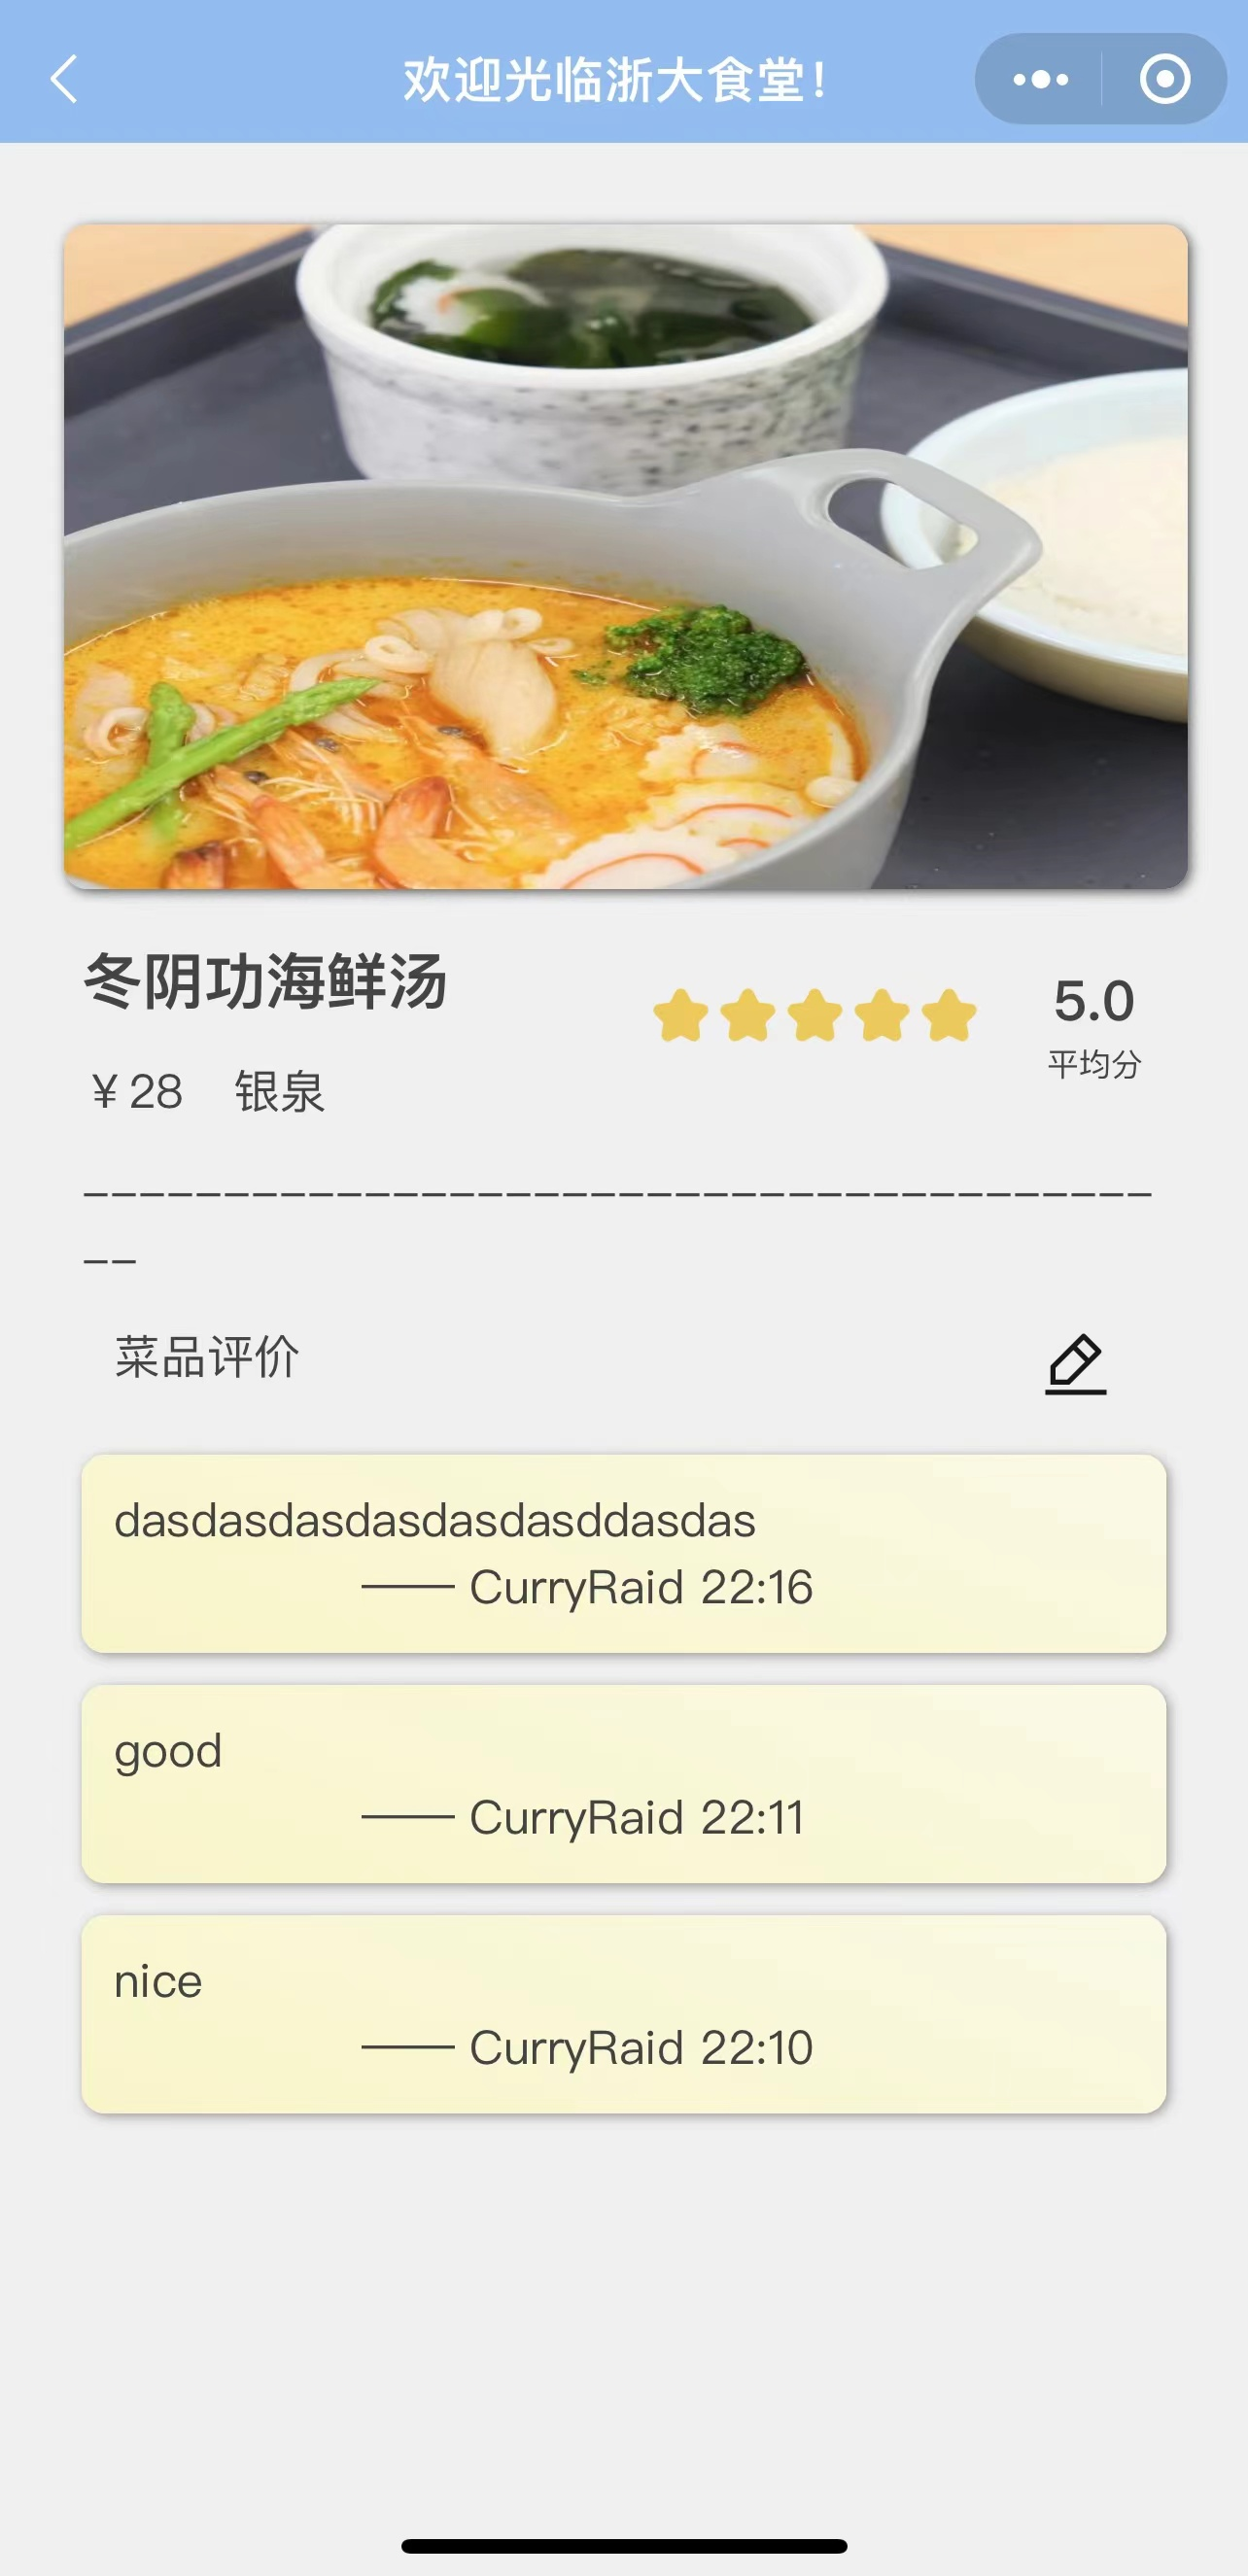 欢迎光临浙大食堂！
冬阴功海鲜汤
5.0
平均分
￥28 银泉
--------------------------------------
--
菜品评价
dasdasdasdasdasdasddasdas
—— CurryRaid 22:16
good
—— CurryRaid 22:11
nice
—— CurryRaid 22:10